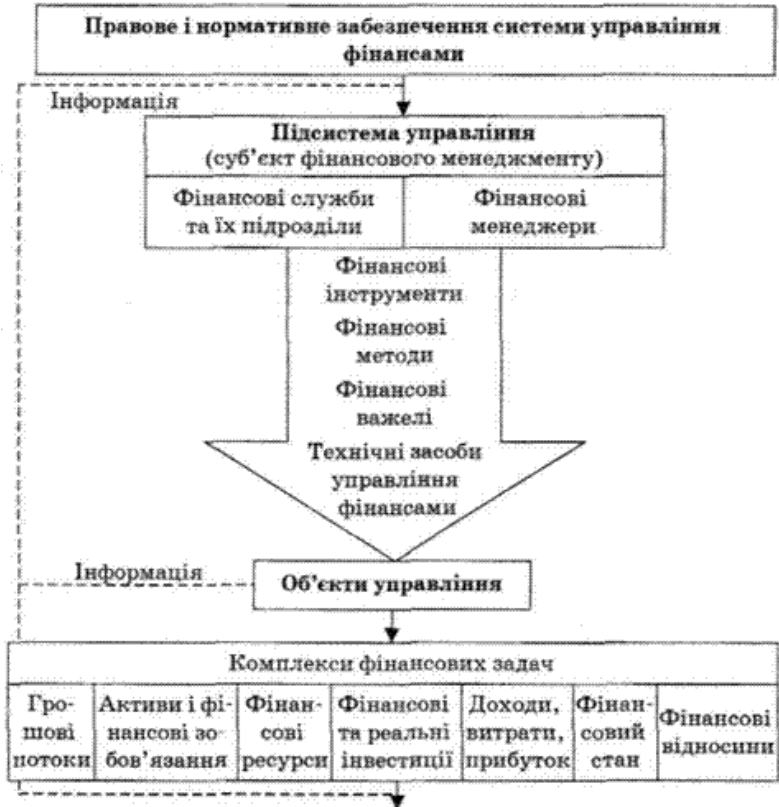 Правове і нормативне забезпечення системи управління
фінансами
Інформація
Підсистема управління
(суб’єкт фінансового менеджменту)
Фінансові служби
та їх підрозділи
Фінансові
менеджери
Фінансові
інструменти
Фінансові
методи
Фінансові
важелі
Технічні засоби
управління
фінансами
Інформація
Об’єкти управління
Комплекси фінансових задач
Гро-
шові
потоки
Активи і фі-
нансові зо-
бов’язання
Фінан-
сові
ресурси
Фінансові
та реальні
інвестиції
Доходи,
витрати,
прибуток
Фінан-
совий
стан
Фінансові
відносини